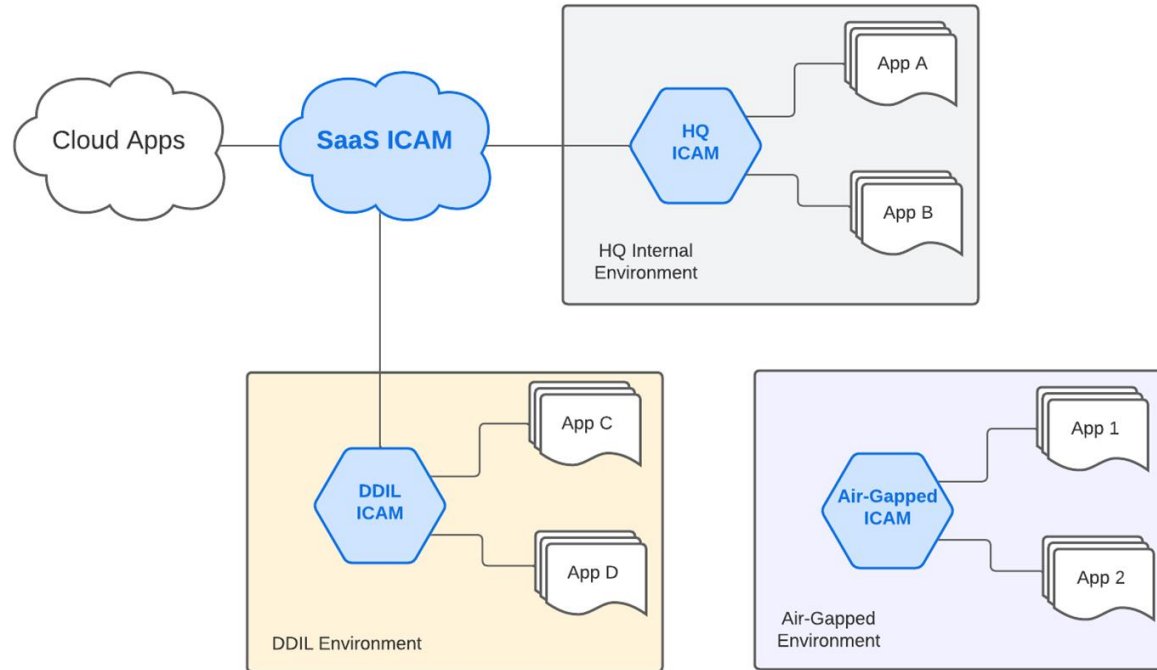 Cloud Apps
SaaS ICAM
HQ
ICAM
App A
App B
HQ Internal
Environment
DDIL
ICAM
App C
App D
DDIL Environment
Air-Gapped
ICAM
App 1
App 2
Air-Gapped
Environment